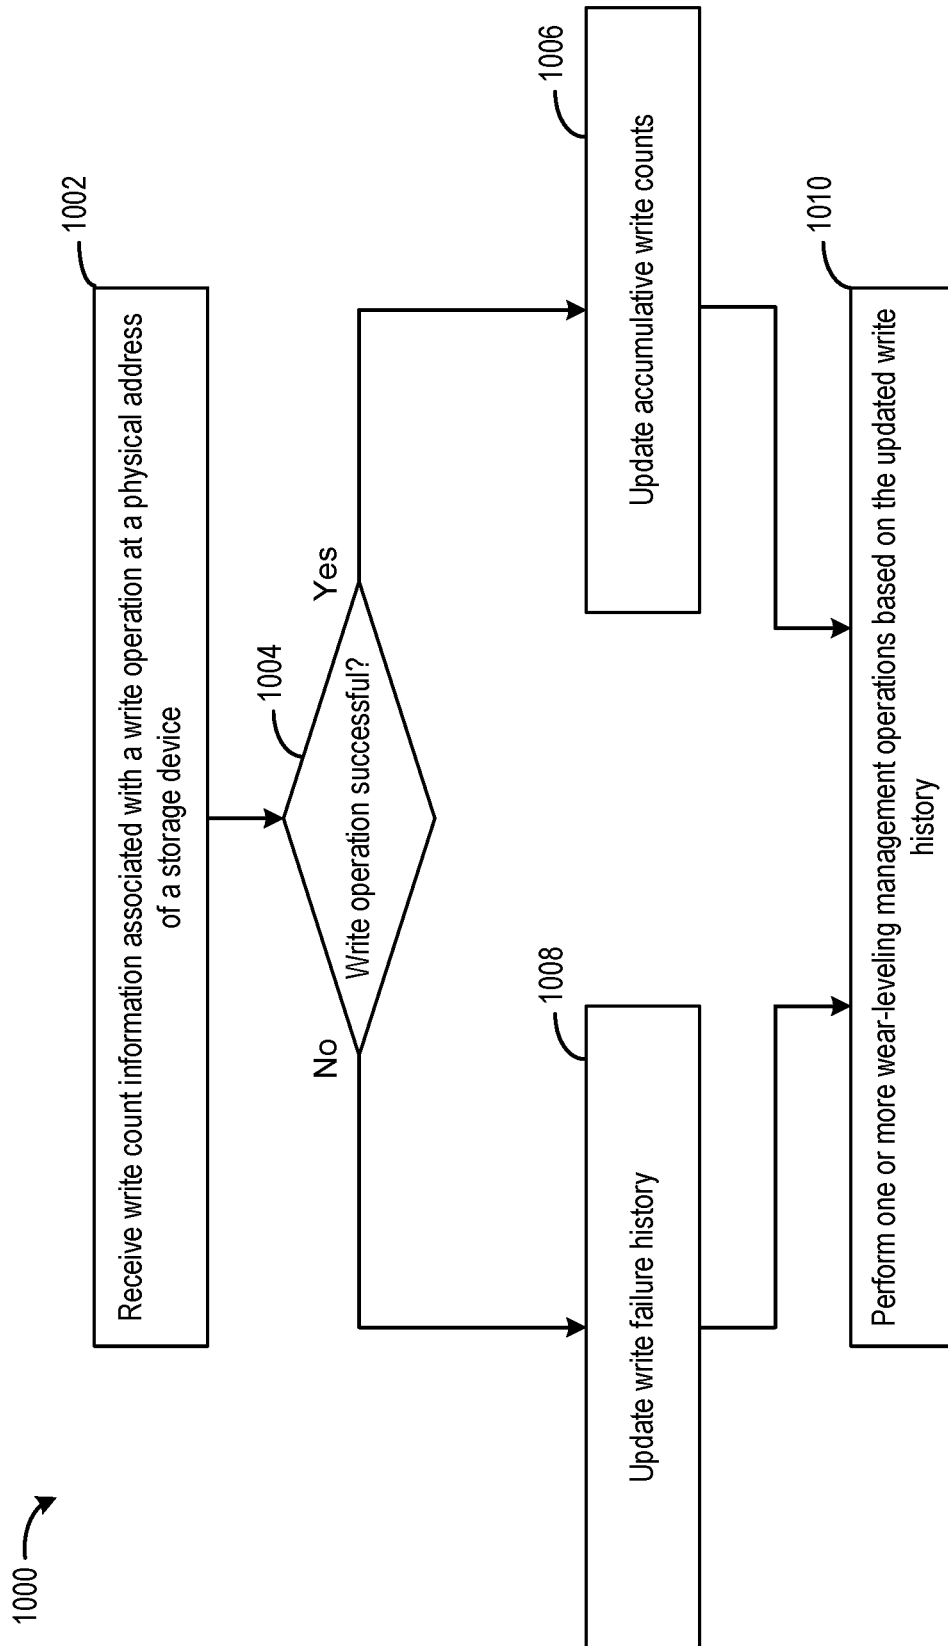 1000
1002
Receive write count information associated with a write operation at a physical address
of a storage device
1004
Write operation successful?
No
Yes
1008
Update write failure history
1006
Update accumulative write counts
1010
Perform one or more wear-leveling management operations based on the updated write
history